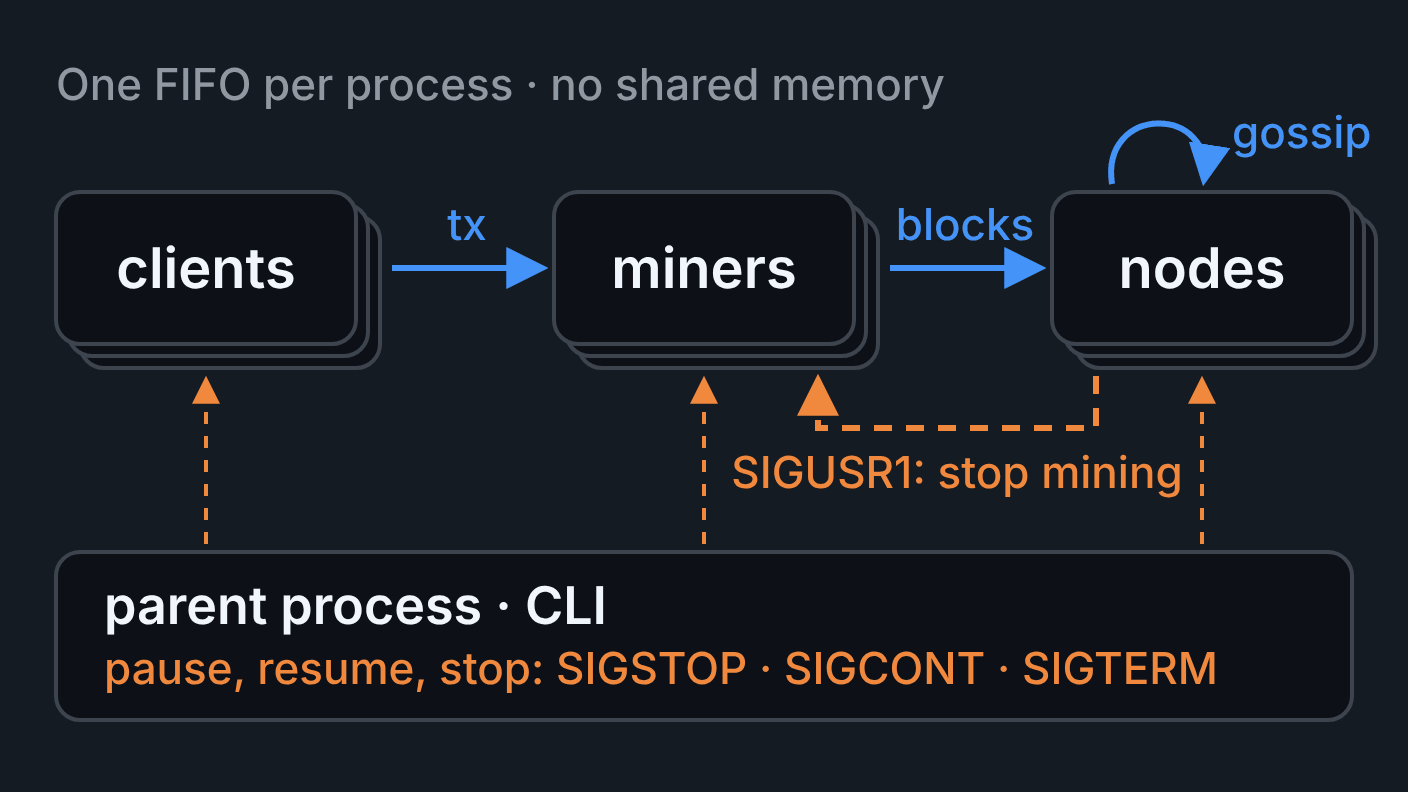 One FIFO per process · no shared memory
gossip
tx
blocks
clients
miners
nodes
SIGUSR1: stop mining
parent process · CLI
pause, resume, stop: SIGSTOP · SIGCONT · SIGTERM